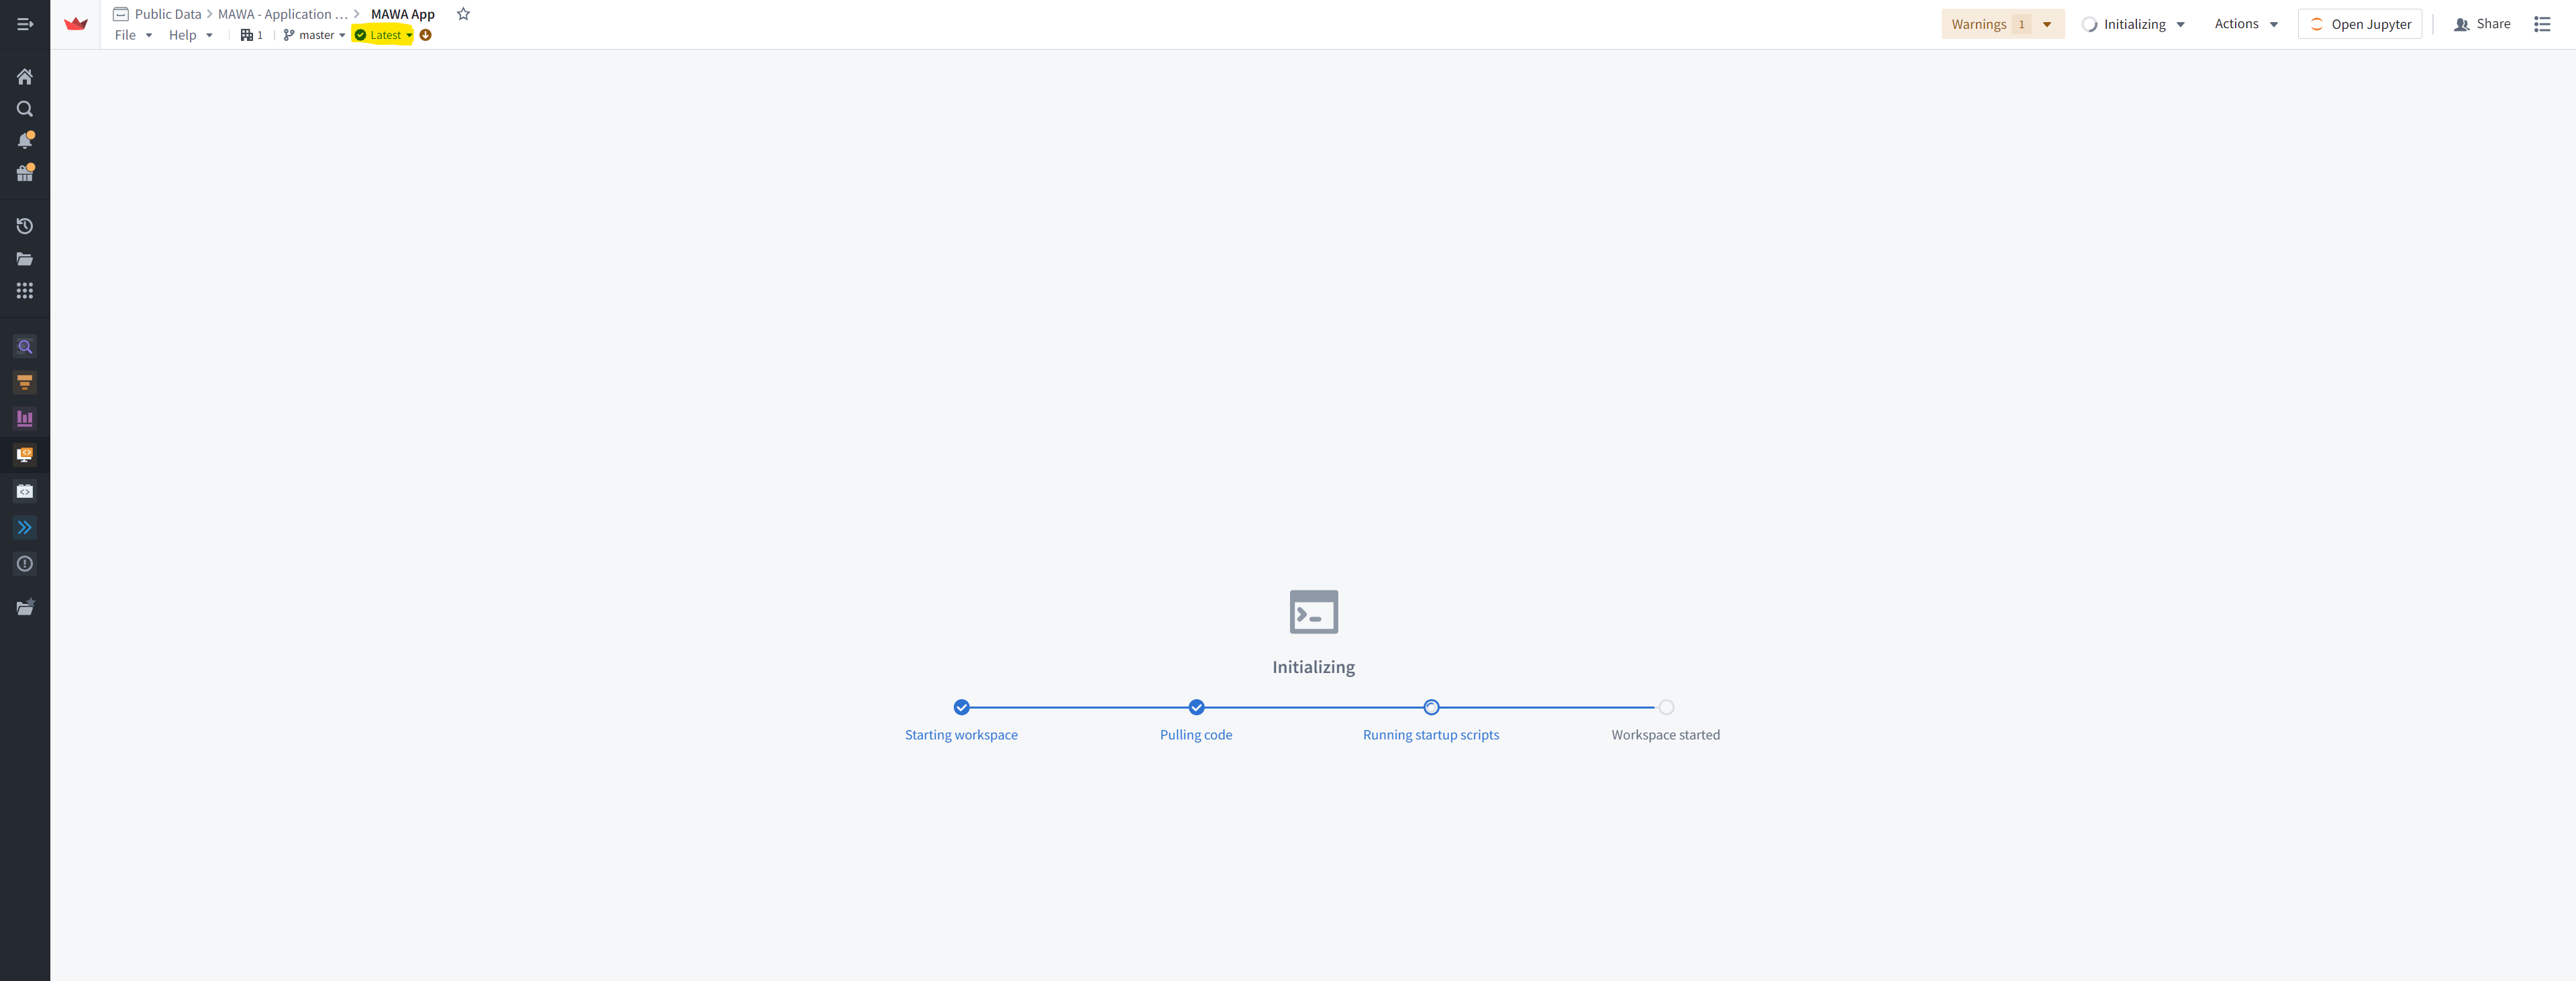 Public Data > MAWA - Application ... > MAWA App
File Help 1 master Latest
Warnings 1 Initializing Actions Open Jupyter Share
Initializing
Starting workspace Pulling code Running startup scripts Workspace started